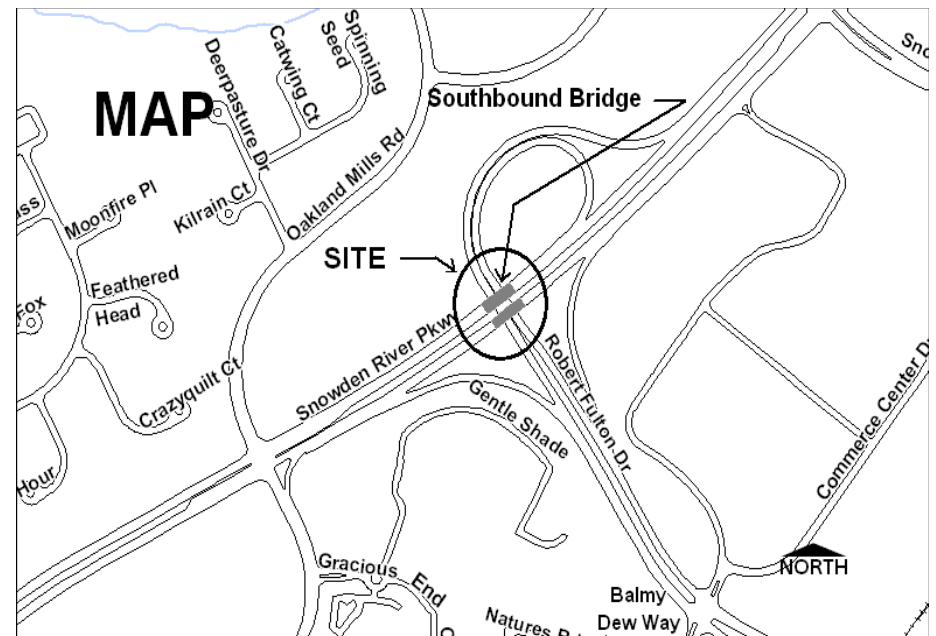 Spinning
Seed
Catwing Ct
Deerpasture Dr
MAP
Southbound Bridge
Oakland Mills Rd
Kilrain Ct
Moonfire Pl
SITE
Feathered
Head
Fox
Snowden River Pkwy
Crazyquilt Ct
Robert Fulton Dr
Gentle Shade
Commerce Center
Hour
NORTH
Gracious End
Balmy
Dew Way
Natures